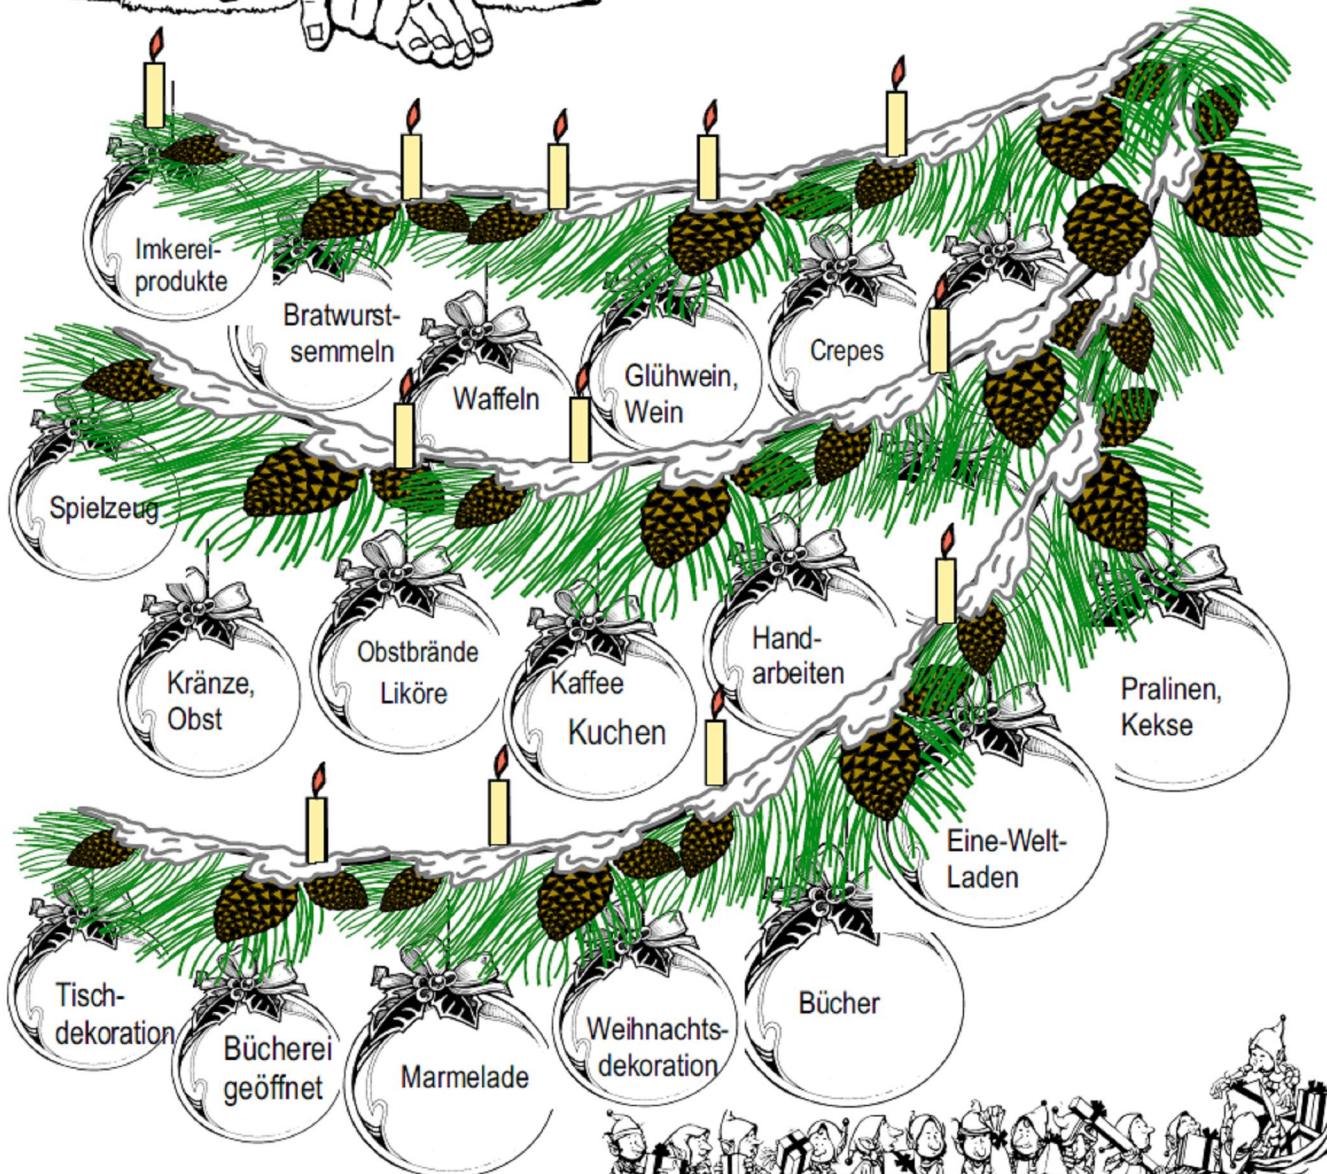 Imkerei-
produkte
Bratwurst-
semmeln
Waffeln
Glühwein,
Wein
Crepes
Spielzeug
Kränze,
Obst
Obstbrände
Liköre
Kaffee
Kuchen
Hand-
arbeiten
Pralinen,
Kekse
Eine-Welt-
Laden
Tisch-
dekoration
Bücherei
geöffnet
Marmelade
Weihnachts-
dekoration
Bücher